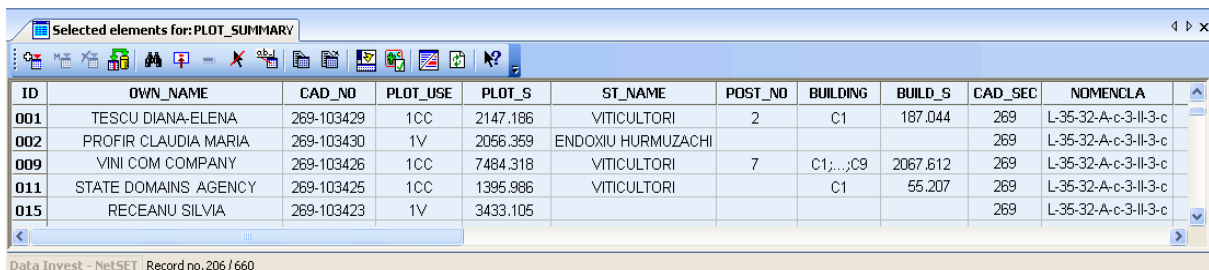 Selected elements for: PLOT_SUMMARY
ID OWN_NAME CAD_NO PLOT_USE PLOT_S ST_NAME POST_NO BUILDING BUILD_S CAD_SEC NOMENCLA
001 TESCU DIANA-ELENA 269-103429 1CC 2147.186 VITICULTORI 2 C1 187.044 269 L-35-32-A-c-3-II-3-c
002 PROFIR CLAUDIA MARIA 269-103430 1V 2056.359 ENDOXIU HURMUZACHI 269 L-35-32-A-c-3-II-3-c
009 VINI COM COMPANY 269-103426 1CC 7484.318 VITICULTORI 7 C1;...;C9 2067.612 269 L-35-32-A-c-3-II-3-c
011 STATE DOMAINS AGENCY 269-103425 1CC 1395.986 VITICULTORI C1 55.207 269 L-35-32-A-c-3-II-3-c
015 RECEANU SILVIA 269-103423 1V 3433.105 269 L-35-32-A-c-3-II-3-c
Data Invest - NetSET Record no. 206 / 660